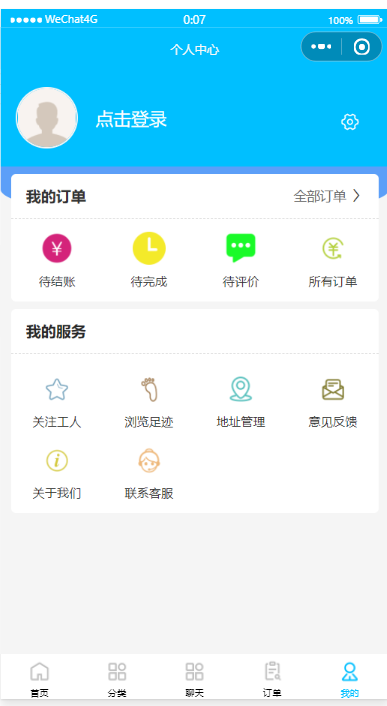 WeChat4G 0:07 100%
个人中心
点击登录
我的订单 全部订单
待结账 待完成 待评价 所有订单
我的服务
关注工人 浏览足迹 地址管理 意见反馈
关于我们 联系客服
首页 分类 聊天 订单 我的